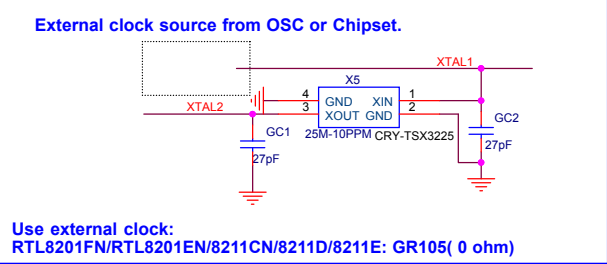 External clock source from OSC or Chipset.
XTAL1
X5
4 GND XIN 1
XTAL2 3 XOUT GND 2
GC1 25M-10PPM CRY-TSX3225 GC2
27pF 27pF
Use external clock:
RTL8201FN/RTL8201EN/8211CN/8211D/8211E: GR105( 0 ohm)